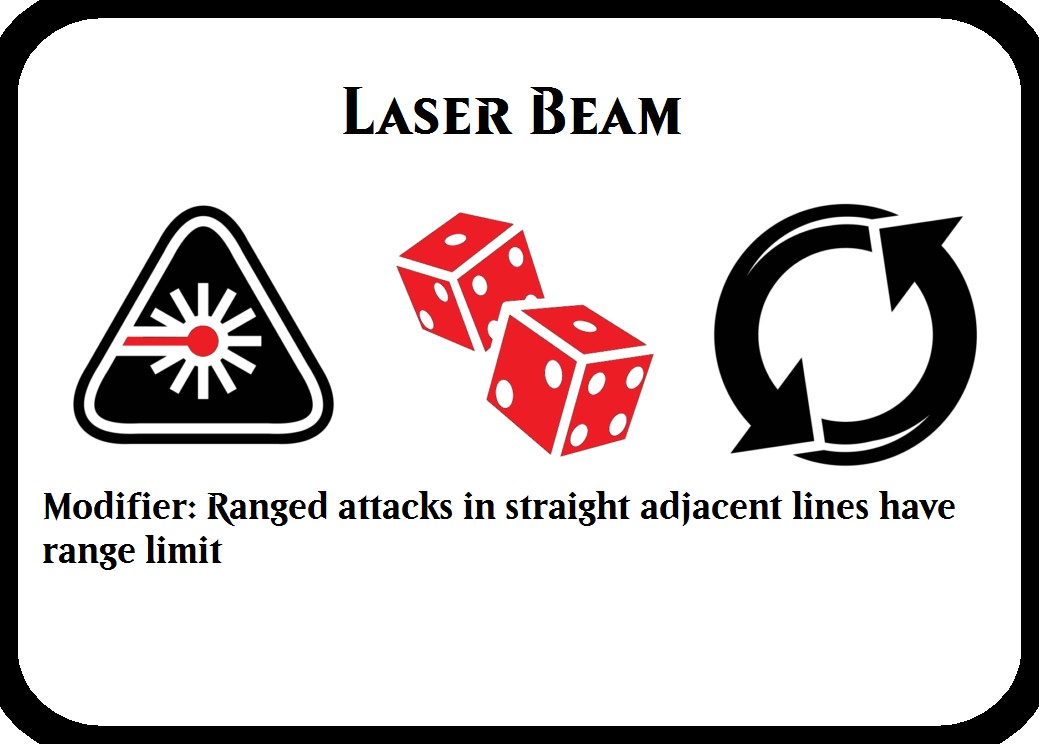 Laser Beam
Modifier: Ranged attacks in straight adjacent lines have
range limit